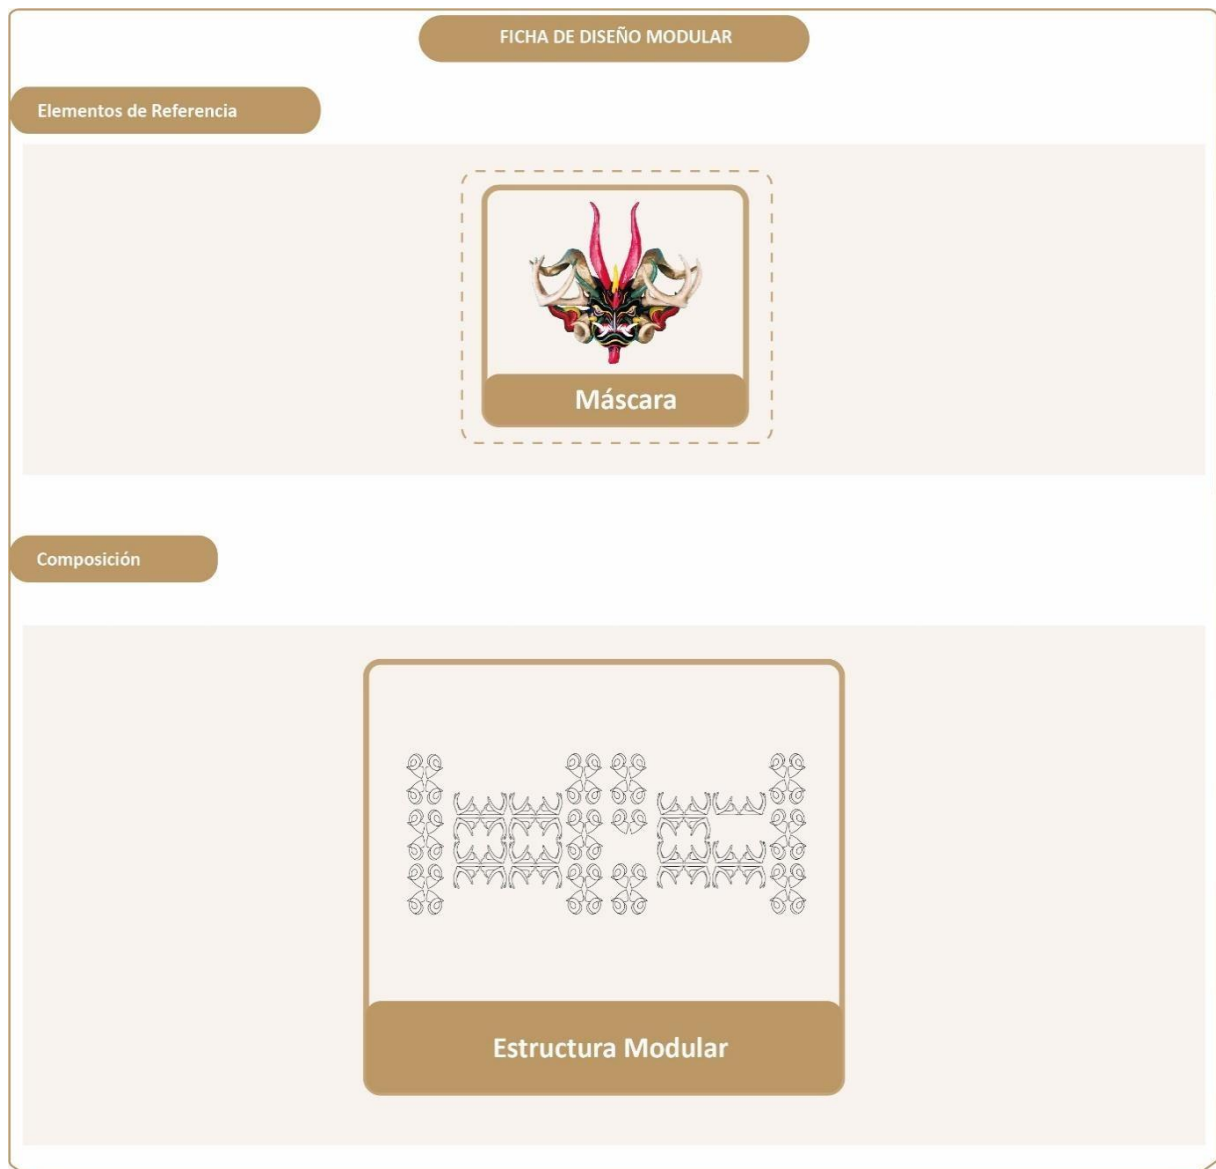 FICHA DE DISEÑO MODULAR
Elementos de Referencia
Máscara
Composición
Estructura Modular